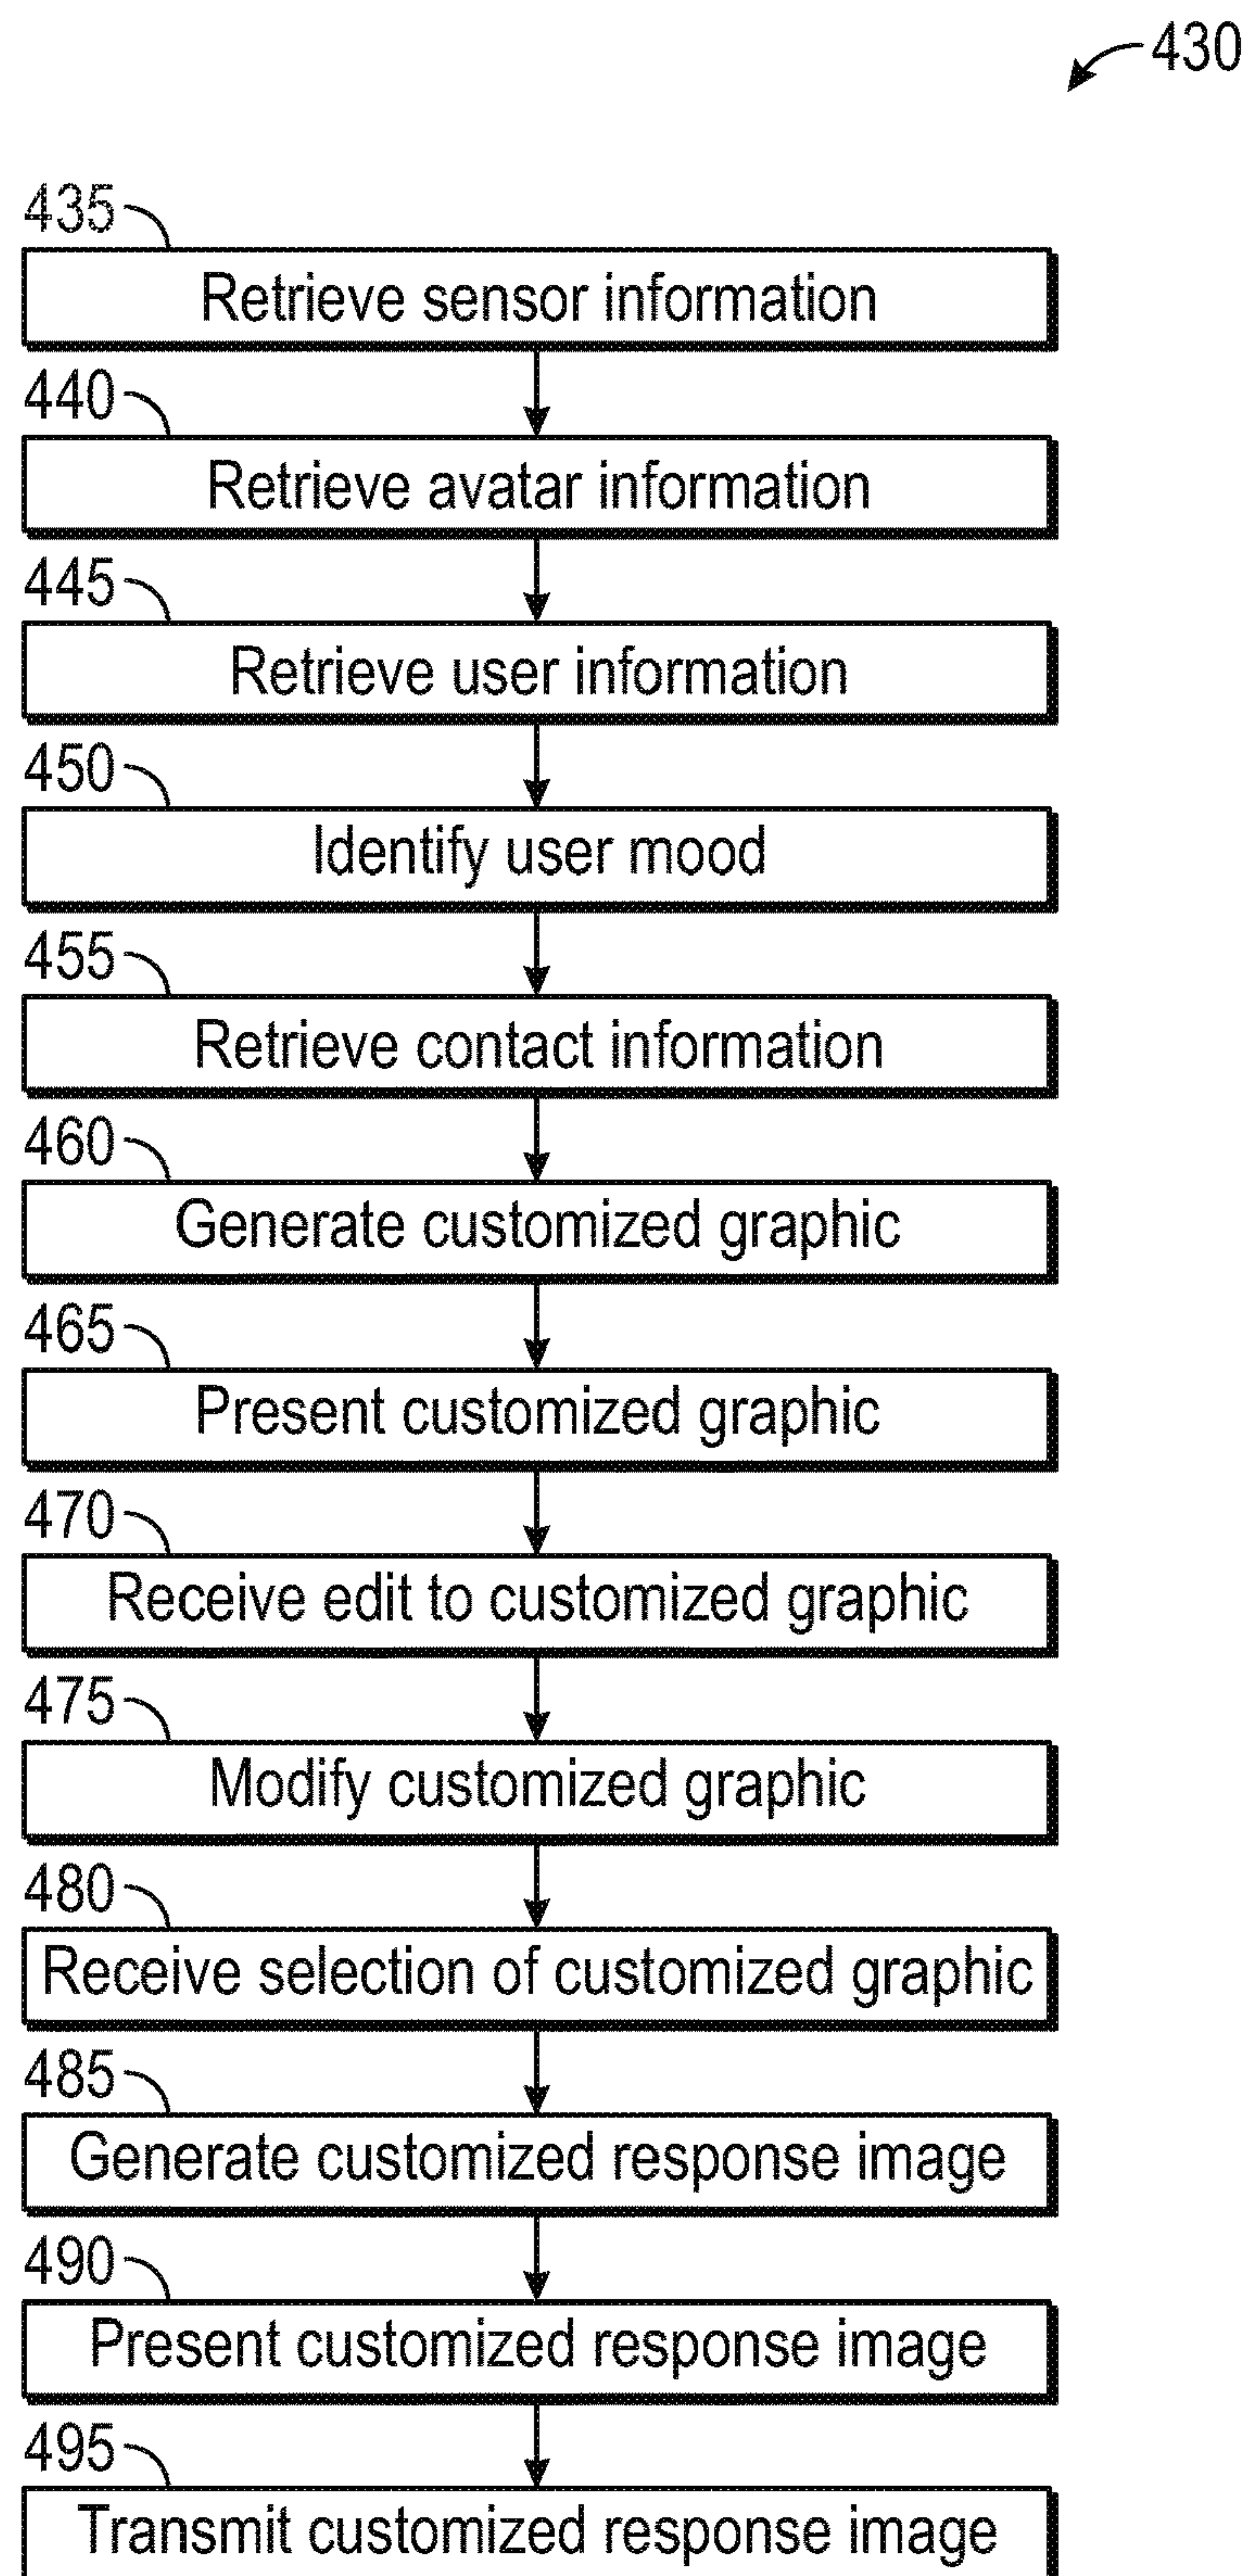 430
435
Retrieve sensor information
440
Retrieve avatar information
445
Retrieve user information
450
Identify user mood
455
Retrieve contact information
460
Generate customized graphic
465
Present customized graphic
470
Receive edit to customized graphic
475
Modify customized graphic
480
Receive selection of customized graphic
485
Generate customized response image
490
Present customized response image
495
Transmit customized response image